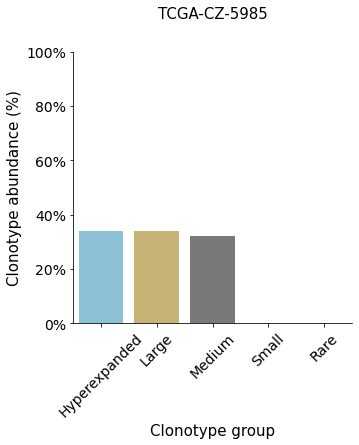 TCGA-CZ-5985
100%
80%
60%
40%
20%
0%
Clonotype abundance (%)
Hyperexpanded
Large
Medium
Small
Rare
Clonotype group